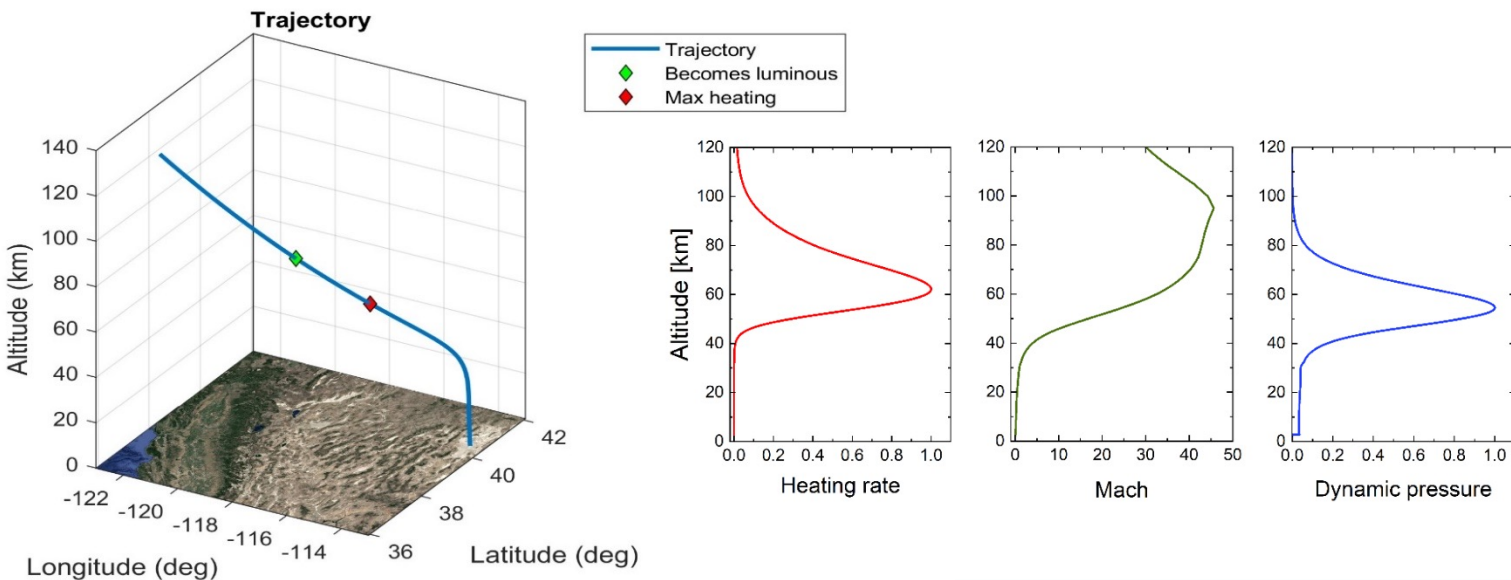 Trajectory
Trajectory
Becomes luminous
Max heating
Altitude (km)
140
120
100
80
60
40
20
0
-122
-120
-118
-116
-114
Longitude (deg)
42
40
38
36
Latitude (deg)
Altitude [km]
120
100
80
60
40
20
0
0.0 0.2 0.4 0.6 0.8 1.0
Heating rate
120
100
80
60
40
20
0
0 10 20 30 40 50
Mach
120
100
80
60
40
20
0
0.0 0.2 0.4 0.6 0.8 1.0
Dynamic pressure